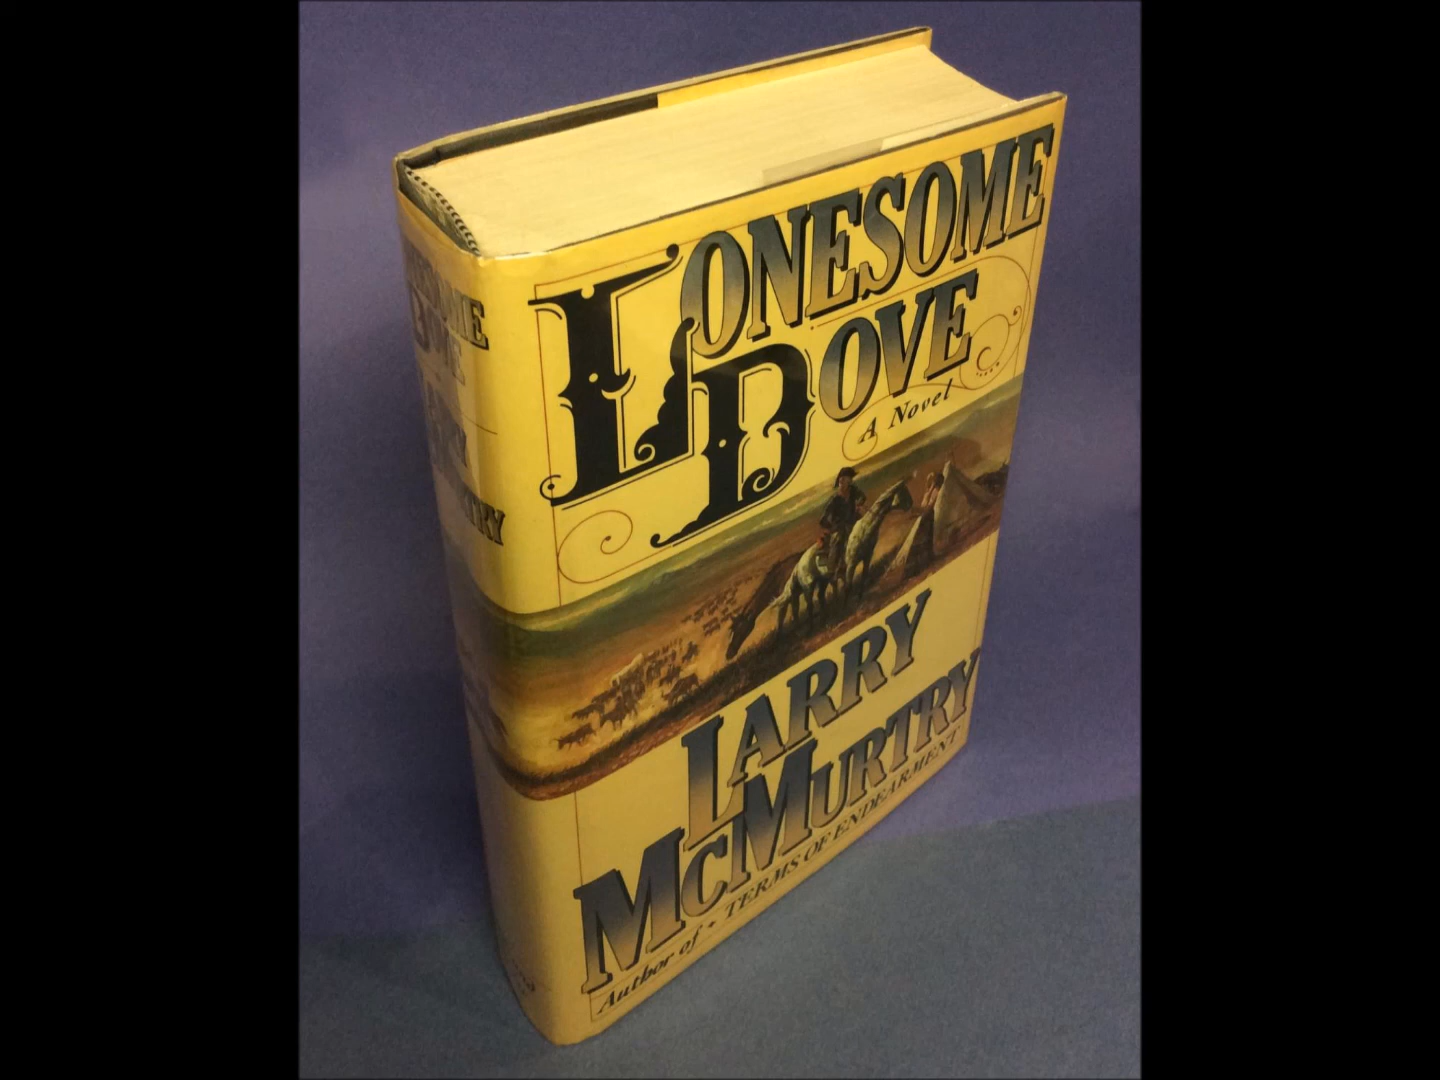 LONESOME
DOVE
A Novel
LARRY
MCMURTRY
Author of • TERMS OF ENDEARMENT